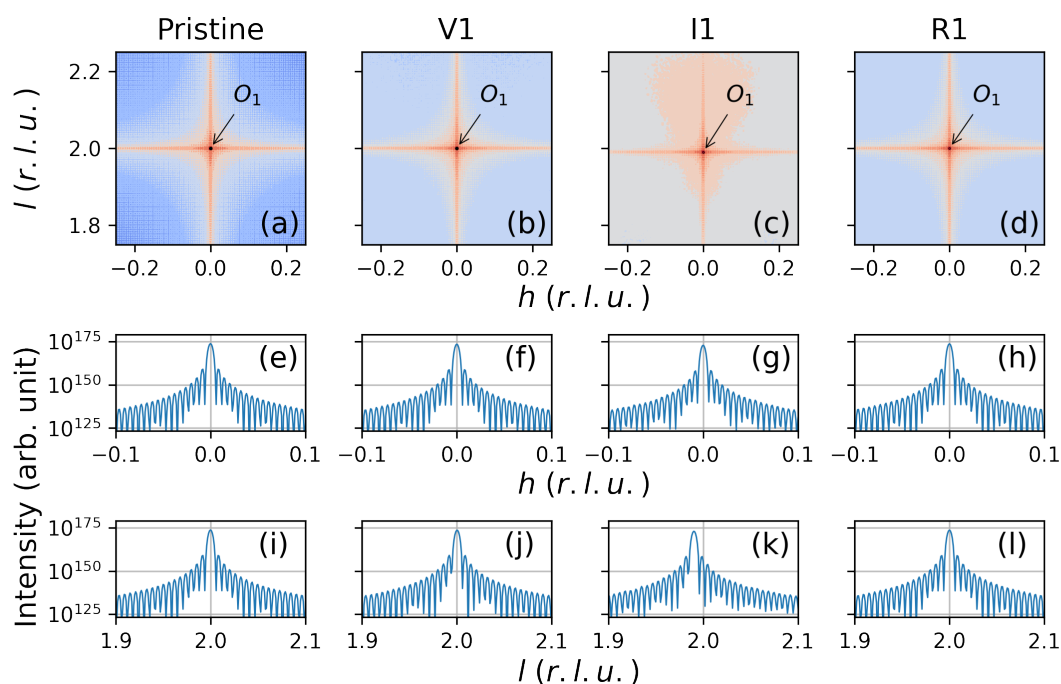 Pristine V1 I1 R1
l (r. l. u.)
2.2
2.0
1.8
O₁ O₁ O₁ O₁
(a) (b) (c) (d)
−0.2 0.0 0.2 −0.2 0.0 0.2 −0.2 0.0 0.2 −0.2 0.0 0.2
h (r. l. u.) h (r. l. u.)
Intensity (arb. unit)
10¹⁷⁵
10¹⁵⁰
10¹²⁵
(e) (f) (g) (h)
−0.1 0.0 0.1 −0.1 0.0 0.1 −0.1 0.0 0.1 −0.1 0.0 0.1
h (r. l. u.)
10¹⁷⁵
10¹⁵⁰
10¹²⁵
(i) (j) (k) (l)
1.9 2.0 2.1 1.9 2.0 2.1 1.9 2.0 2.1 1.9 2.0 2.1
l (r. l. u.)